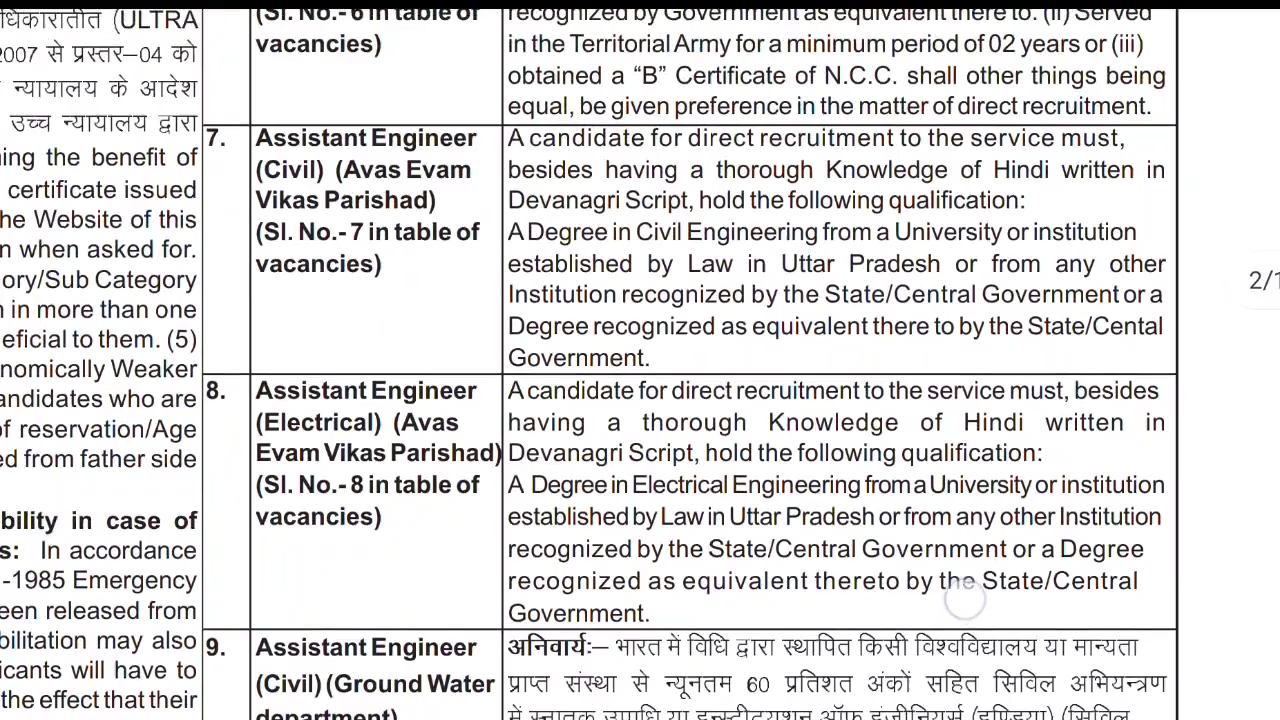 धिकारातीत (ULTRA
2007 से प्रस्तर–04 को
न्यायालय के आदेश
उच्च न्यायालय द्वारा
ing the benefit of
certificate issued
he Website of this
n when asked for.
ory/Sub Category
n in more than one
eficial to them. (5)
nomically Weaker
andidates who are
of reservation/Age
ed from father side
bility in case of
s: In accordance
-1985 Emergency
een released from
bilitation may also
icants will have to
the effect that their
(Sl. No.- 6 in table of
vacancies)
recognized by Government as equivalent there to. (ii) Served
in the Territorial Army for a minimum period of 02 years or (iii)
obtained a “B” Certificate of N.C.C. shall other things being
equal, be given preference in the matter of direct recruitment.
7.
Assistant Engineer
(Civil) (Avas Evam
Vikas Parishad)
(Sl. No.- 7 in table of
vacancies)
A candidate for direct recruitment to the service must,
besides having a thorough Knowledge of Hindi written in
Devanagri Script, hold the following qualification:
A Degree in Civil Engineering from a University or institution
established by Law in Uttar Pradesh or from any other
Institution recognized by the State/Central Government or a
Degree recognized as equivalent there to by the State/Cental
Government.
8.
Assistant Engineer
(Electrical) (Avas
Evam Vikas Parishad)
(Sl. No.- 8 in table of
vacancies)
A candidate for direct recruitment to the service must, besides
having a thorough Knowledge of Hindi written in
Devanagri Script, hold the following qualification:
A Degree in Electrical Engineering from a University or institution
established by Law in Uttar Pradesh or from any other Institution
recognized by the State/Central Government or a Degree
recognized as equivalent thereto by the State/Central
Government.
9.
Assistant Engineer
(Civil) (Ground Water
department)
अनिवार्यः– भारत में विधि द्वारा स्थापित किसी विश्वविद्यालय या मान्यता
प्राप्त संस्था से न्यूनतम 60 प्रतिशत अंकों सहित सिविल अभियन्त्रण
में स्नातक उपाधि या इन्स्टीट्यूशन ऑफ इंजीनियर्स (इण्डिया) (सिविल
2/1